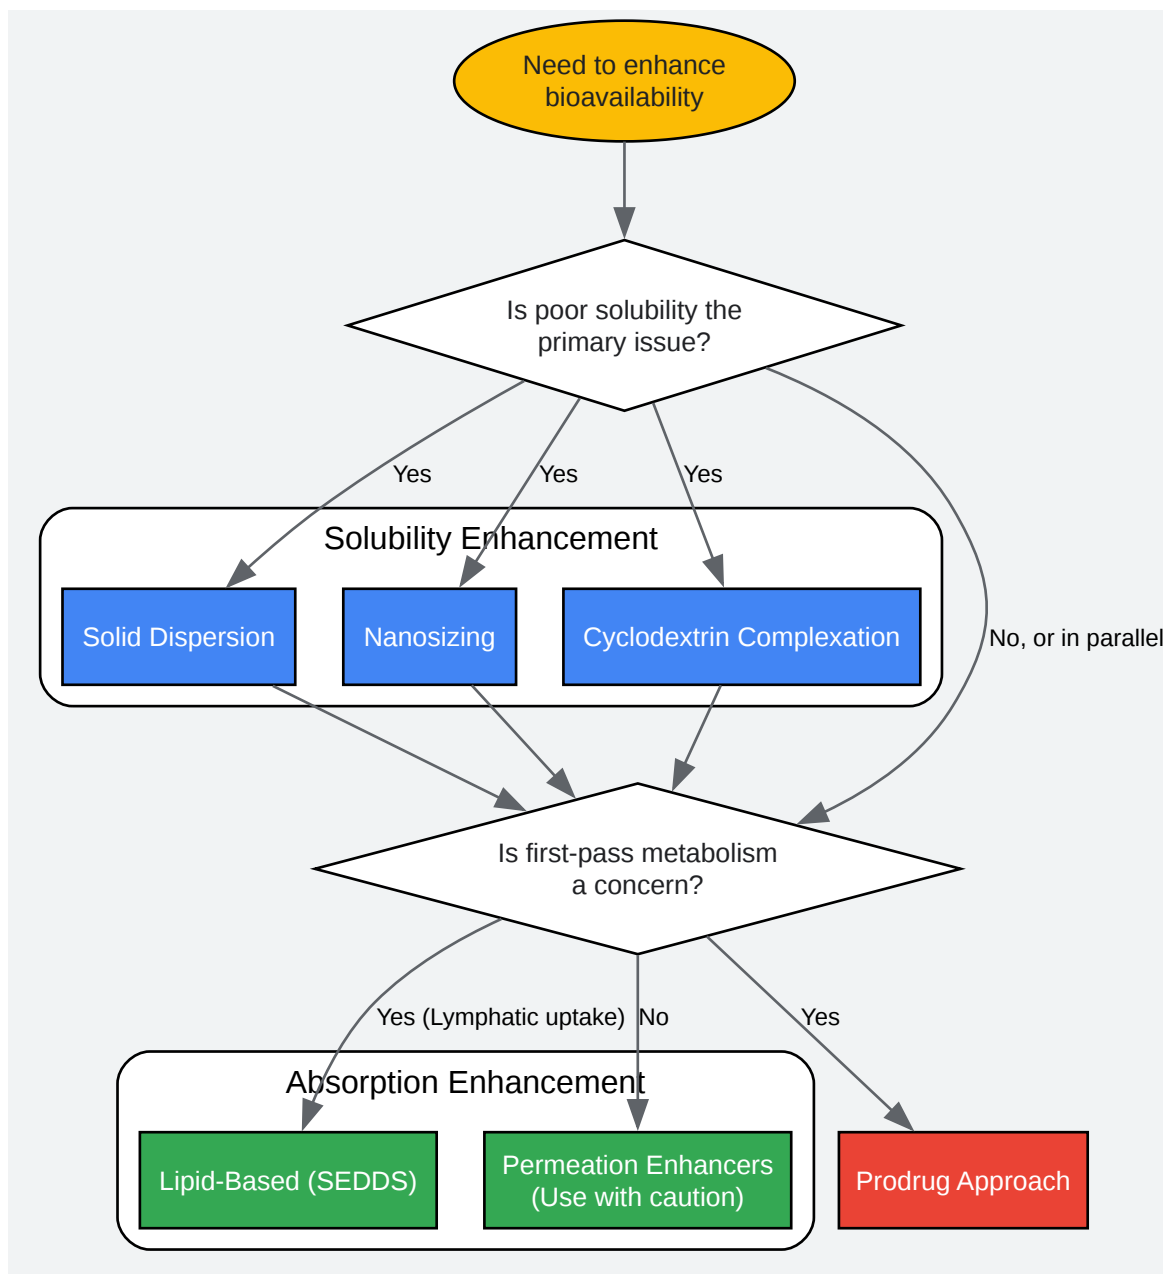 Need to enhance
bioavailability
Is poor solubility the
primary issue?
Yes
Yes
Yes
Solubility Enhancement
Solid Dispersion
Nanosizing
Cyclodextrin Complexation
No, or in parallel
Is first-pass metabolism
a concern?
Yes (Lymphatic uptake)
No
Yes
Absorption Enhancement
Lipid-Based (SEDDS)
Permeation Enhancers
(Use with caution)
Prodrug Approach